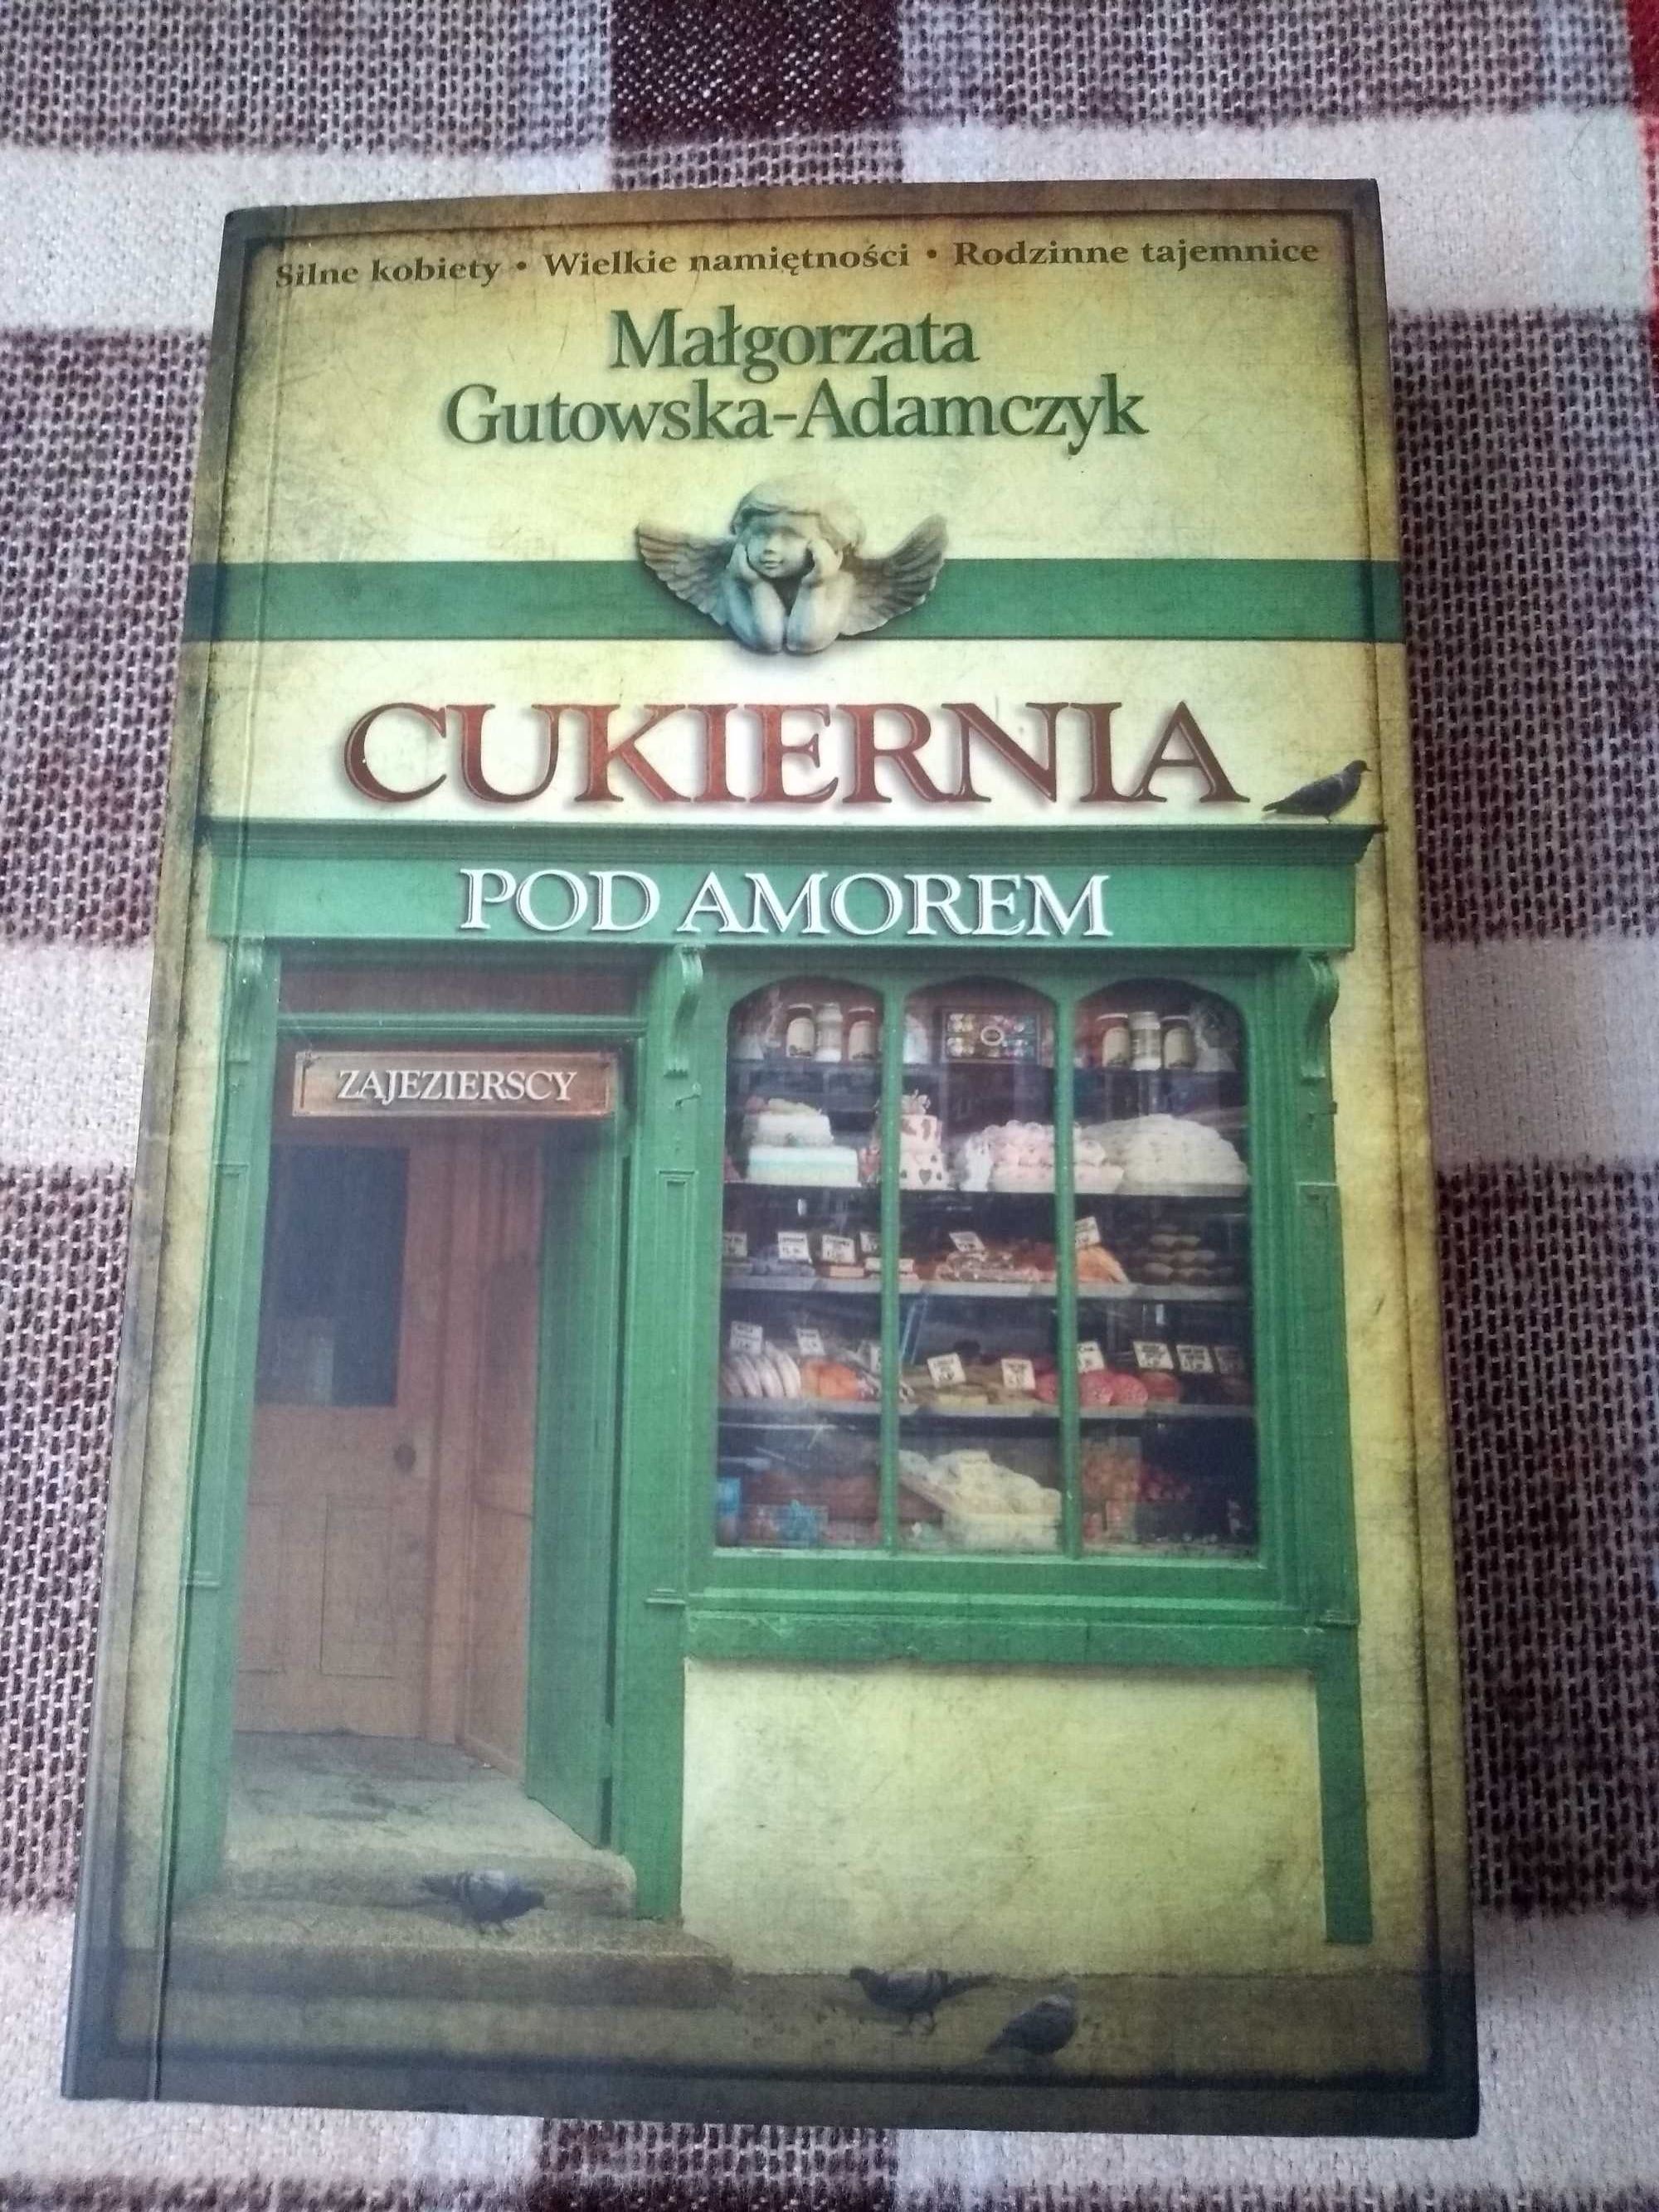 Silne kobiety • Wielkie namiętności • Rodzinne tajemnice
Małgorzata
Gutowska-Adamczyk
CUKIERNIA
POD AMOREM
ZAJEZIERSCY